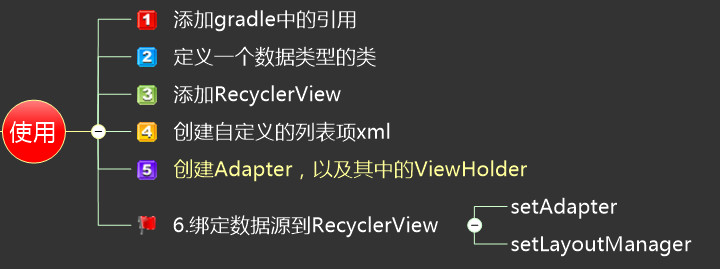 使用
1 添加gradle中的引用
2 定义一个数据类型的类
3 添加RecyclerView
4 创建自定义的列表项xml
5 创建Adapter，以及其中的ViewHolder
6.绑定数据源到RecyclerView
setAdapter
setLayoutManager